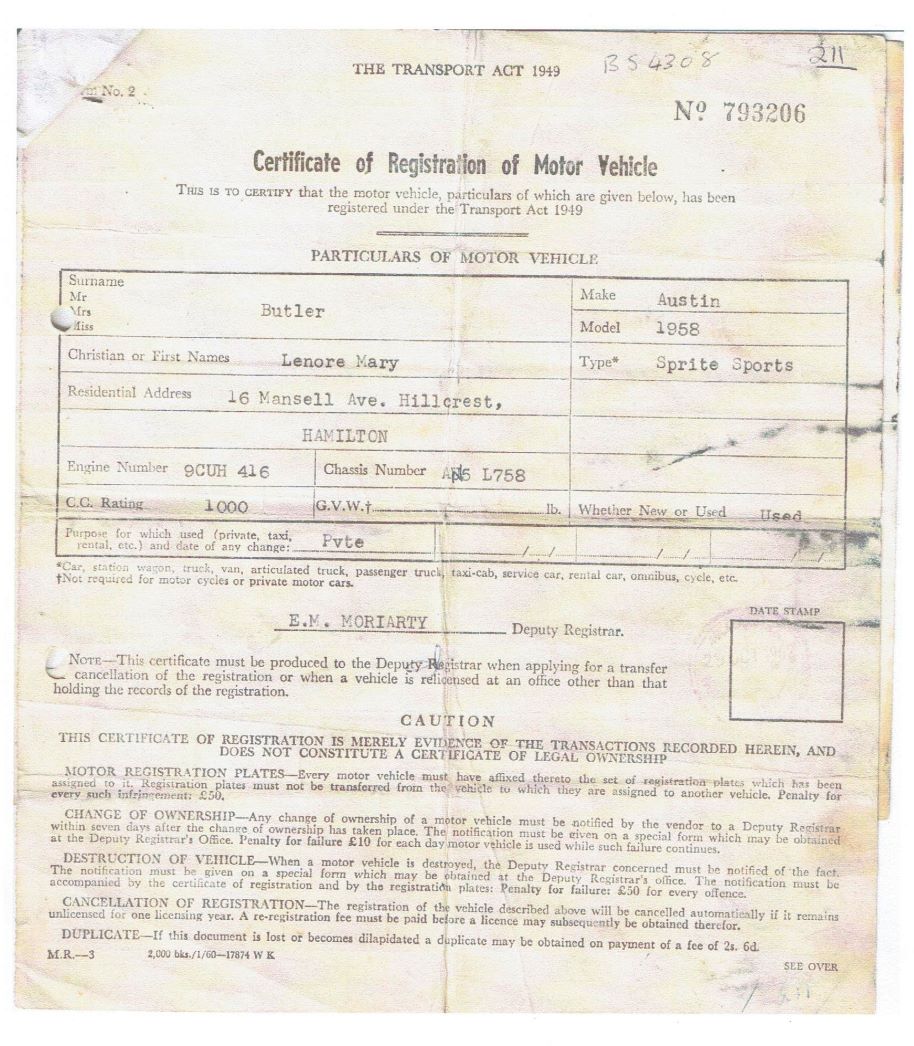 THE TRANSPORT ACT 1949
BS4308
211
No. 2
Nº 793206
Certificate of Registration of Motor Vehicle
THIS IS TO CERTIFY that the motor vehicle, particulars of which are given below, has been
registered under the Transport Act 1949
PARTICULARS OF MOTOR VEHICLE
Surname
Mr
Mrs
Miss
Butler
Make Austin
Model 1958
Christian or First Names Lenore Mary
Type* Sprite Sports
Residential Address 16 Mansell Ave. Hillcrest,
HAMILTON
Engine Number 9CUH 416
Chassis Number AN5 L758
C.C. Rating 1000
G.V.W.† lb.
Whether New or Used Used
Purpose for which used (private, taxi,
rental, etc.) and date of any change: Pvte / / / / / /
*Car, station wagon, truck, van, articulated truck, passenger truck, taxi-cab, service car, rental car, omnibus, cycle, etc.
†Not required for motor cycles or private motor cars.
E.M. MORIARTY Deputy Registrar.
DATE STAMP
NOTE—This certificate must be produced to the Deputy Registrar when applying for a transfer
cancellation of the registration or when a vehicle is relicensed at an office other than that
holding the records of the registration.
CAUTION
THIS CERTIFICATE OF REGISTRATION IS MERELY EVIDENCE OF THE TRANSACTIONS RECORDED HEREIN, AND
DOES NOT CONSTITUTE A CERTIFICATE OF LEGAL OWNERSHIP
MOTOR REGISTRATION PLATES—Every motor vehicle must have affixed thereto the set of registration plates which has been
assigned to it. Registration plates must not be transferred from the vehicle to which they are assigned to another vehicle. Penalty for
every such infringement: £50.
CHANGE OF OWNERSHIP—Any change of ownership of a motor vehicle must be notified by the vendor to a Deputy Registrar
within seven days after the change of ownership has taken place. The notification must be given on a special form which may be obtained
at the Deputy Registrar's Office. Penalty for failure £10 for each day motor vehicle is used while such failure continues.
DESTRUCTION OF VEHICLE—When a motor vehicle is destroyed, the Deputy Registrar concerned must be notified of the fact.
The notification must be given on a special form which may be obtained at the Deputy Registrar's office. The notification must be
accompanied by the certificate of registration and by the registration plates: Penalty for failure: £50 for every offence.
CANCELLATION OF REGISTRATION—The registration of the vehicle described above will be cancelled automatically if it remains
unlicensed for one licensing year. A re-registration fee must be paid before a licence may subsequently be obtained therefor.
DUPLICATE—If this document is lost or becomes dilapidated a duplicate may be obtained on payment of a fee of 2s. 6d.
M.R.—3 2,000 bks./1/60—17874 W K
SEE OVER